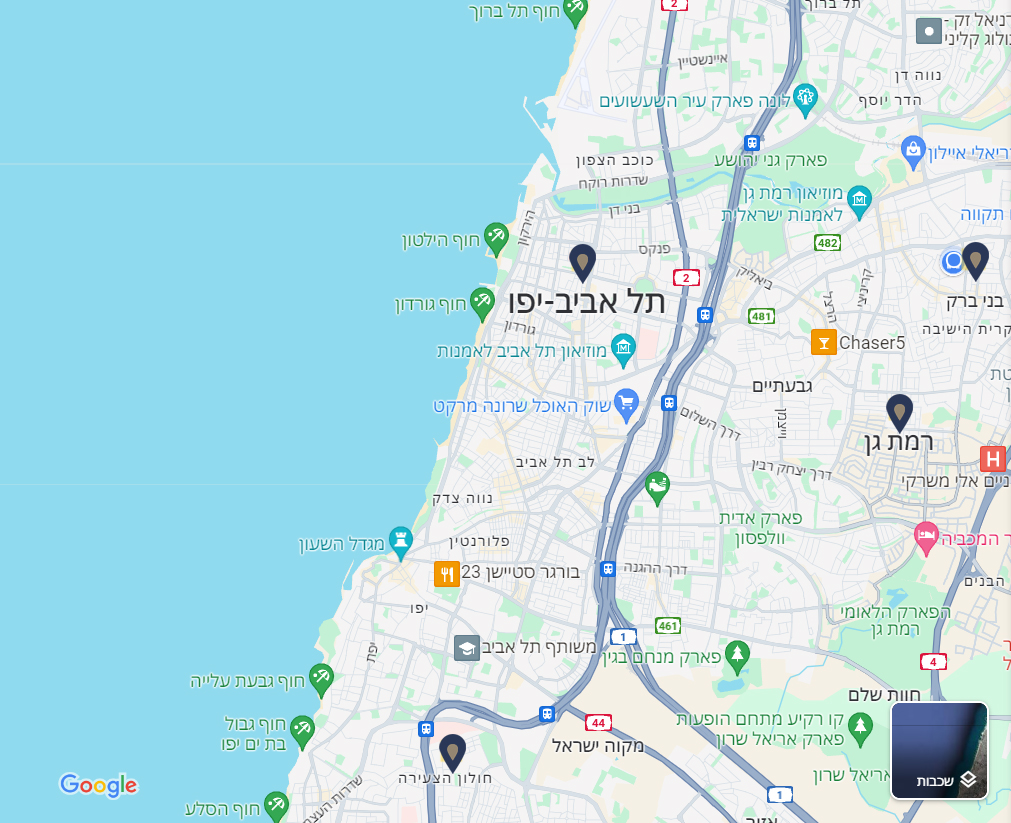 חוף תל ברוך
2
תל ברוך
רניאל זק -
ולוג קליני
איינשטיין
נווה דן
הדר יוסף
לונה פארק עיר השעשועים
כוכב הצפון
פארק גני יהושע
ריאלי איילון
שדרות רוקח
מוזיאון רמת גן
לאמנות ישראלית
בני דן
הירקון
תקווה
חוף הילטון
פנקס
482
ביאליק
2
קריניצי
הרצל
בני ברק
חוף גורדון
תל אביב-יפו
481
גורדון
קרית הישיבה
Chaser5
מוזיאון תל אביב לאמנות
גבעתיים
שוק האוכל שרונה מרקט
דרך השלום
ויצמן
רמת גן
לב תל אביב
דרך יצחק רבין
H
ניים אלי משרקי
נווה צדק
פארק אדית
וולפסון
מגדל השעון
פלורנטין
ר המכביה
בורגר סטיישן 23
דרך ההגנה
הבנים
יפו
הפארק הלאומי
רמת גן
461
1
יפת
משותף תל אביב
פארק מנחם בגין
4
חוף גבעת עלייה
חוות שלם
חוף גבול
בת ים יפו
44
קו רקיע מתחם הופעות
פארק אריאל שרון
מקווה ישראל
חולון הצעירה
אריאל שרון
שכבות
Google
1
חוף הסלע
שדרות העצמ
אזור